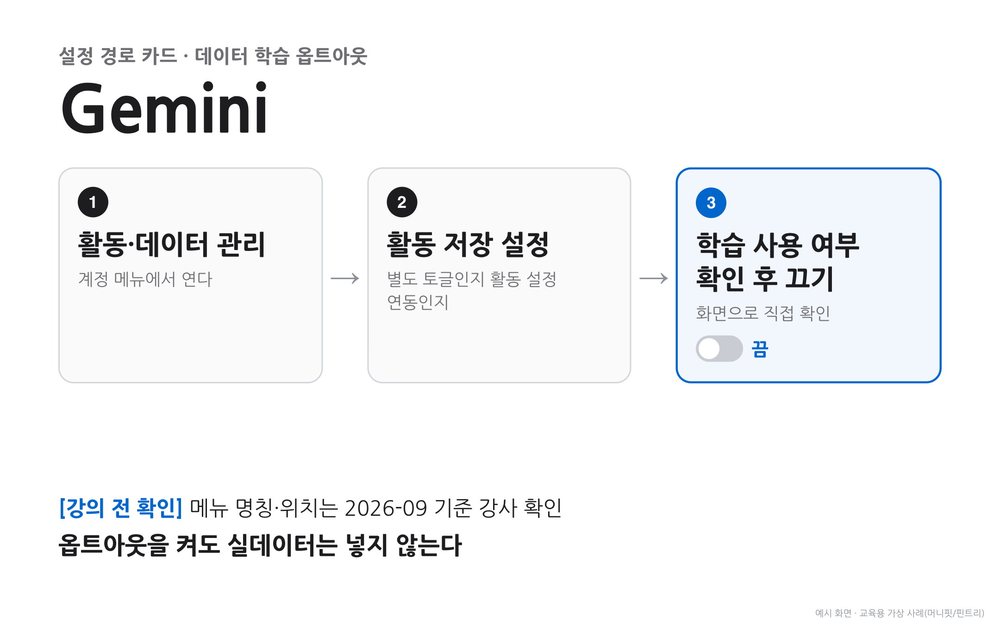 설정 경로 카드 · 데이터 학습 옵트아웃
Gemini
1
활동·데이터 관리
계정 메뉴에서 연다
→
2
활동 저장 설정
별도 토글인지 활동 설정
연동인지
→
3
학습 사용 여부
확인 후 끄기
화면으로 직접 확인
끔
[강의 전 확인] 메뉴 명칭·위치는 2026-09 기준 강사 확인
옵트아웃을 켜도 실데이터는 넣지 않는다
예시 화면 · 교육용 가상 사례(머니핏/핀트리)